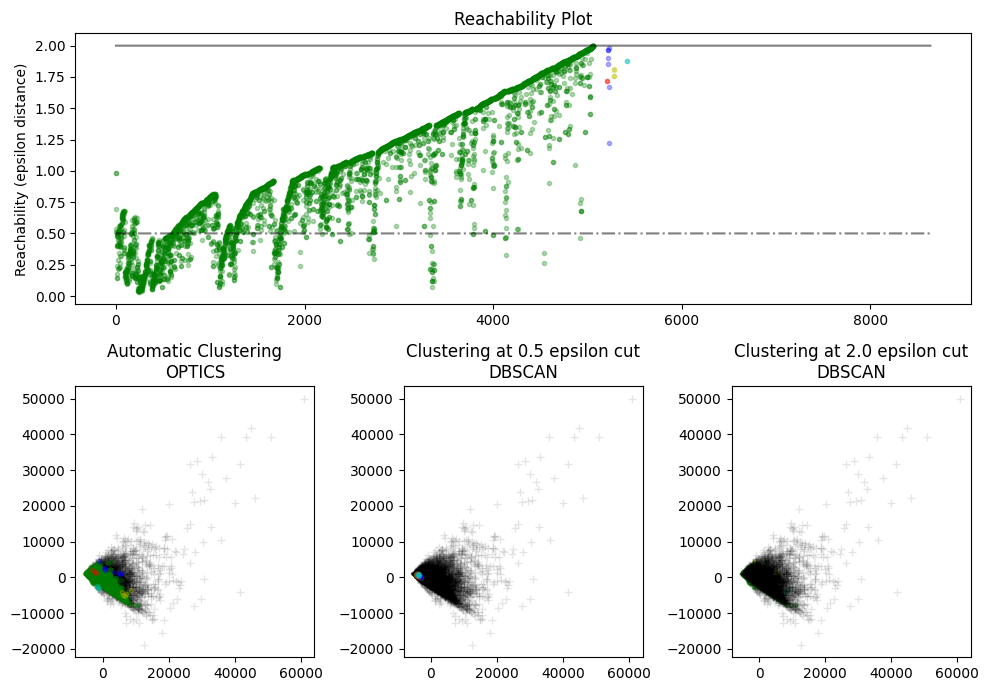 Reachability Plot
Reachability (epsilon distance)
2.00
1.75
1.50
1.25
1.00
0.75
0.50
0.25
0.00
0 2000 4000 6000 8000
Automatic Clustering
OPTICS
50000
40000
30000
20000
10000
0
−10000
−20000
0 20000 40000 60000
Clustering at 0.5 epsilon cut
DBSCAN
50000
40000
30000
20000
10000
0
−10000
−20000
0 20000 40000 60000
Clustering at 2.0 epsilon cut
DBSCAN
50000
40000
30000
20000
10000
0
−10000
−20000
0 20000 40000 60000